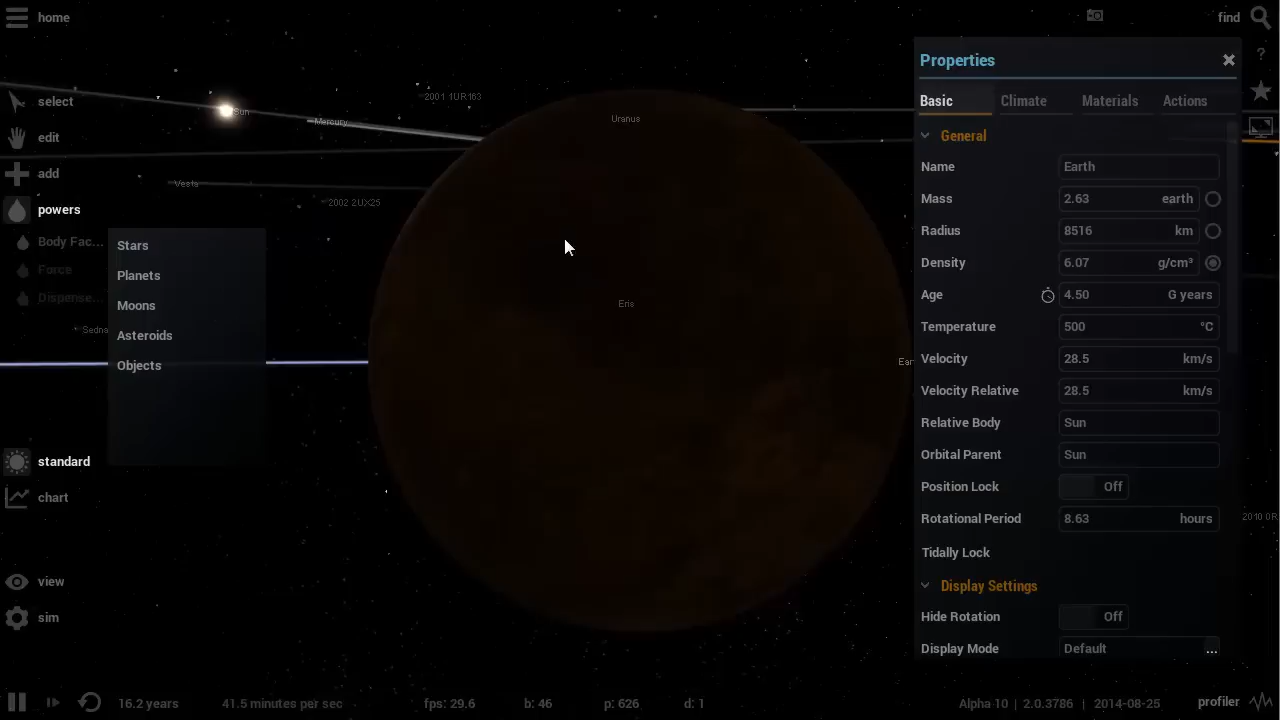 home
find
select
edit
add
powers
Body Fac...
Force
Dispense...
Stars
Planets
Moons
Asteroids
Objects
standard
chart
view
sim
2001 1UR163
Sun
Mercury
Uranus
Vesta
2002 2UX25
Eris
Sedna
Ear
Properties
Basic Climate Materials Actions
General
Name Earth
Mass 2.63 earth
Radius 8516 km
Density 6.07 g/cm³
Age 4.50 G years
Temperature 500 °C
Velocity 28.5 km/s
Velocity Relative 28.5 km/s
Relative Body Sun
Orbital Parent Sun
Position Lock Off
Rotational Period 8.63 hours
Tidally Lock
Display Settings
Hide Rotation Off
Display Mode Default ...
2010 0R
16.2 years 41.5 minutes per sec fps: 29.6 b: 46 p: 626 d: 1 Alpha 10 | 2.0.3786 | 2014-08-25 profiler